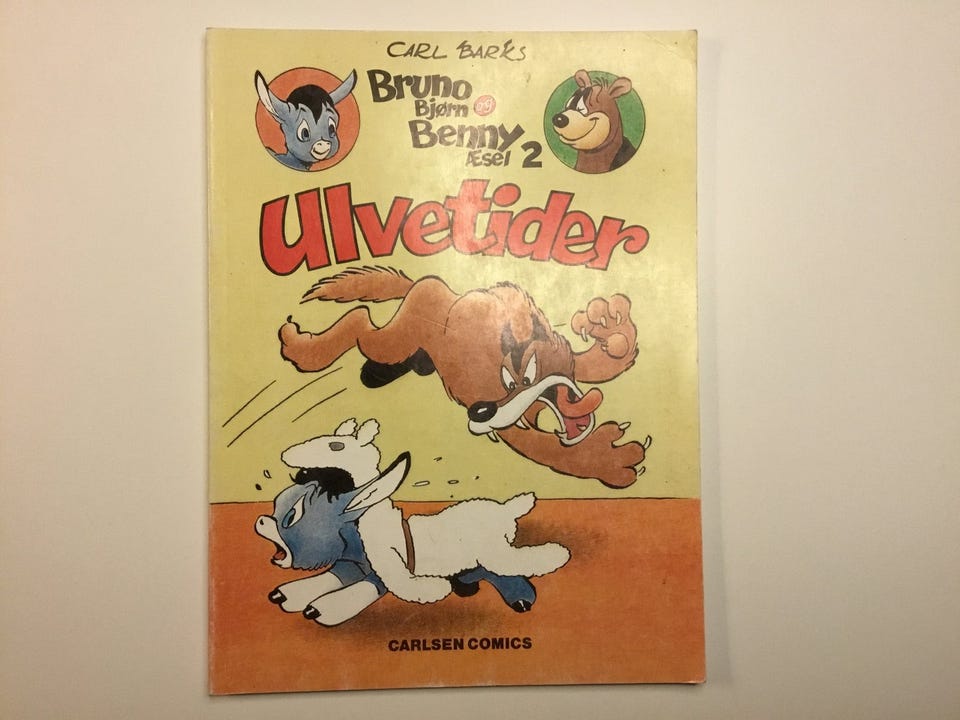 CARL BARKS
Bruno
Bjørn og
Benny
Æsel 2
Ulvetider
CARLSEN COMICS